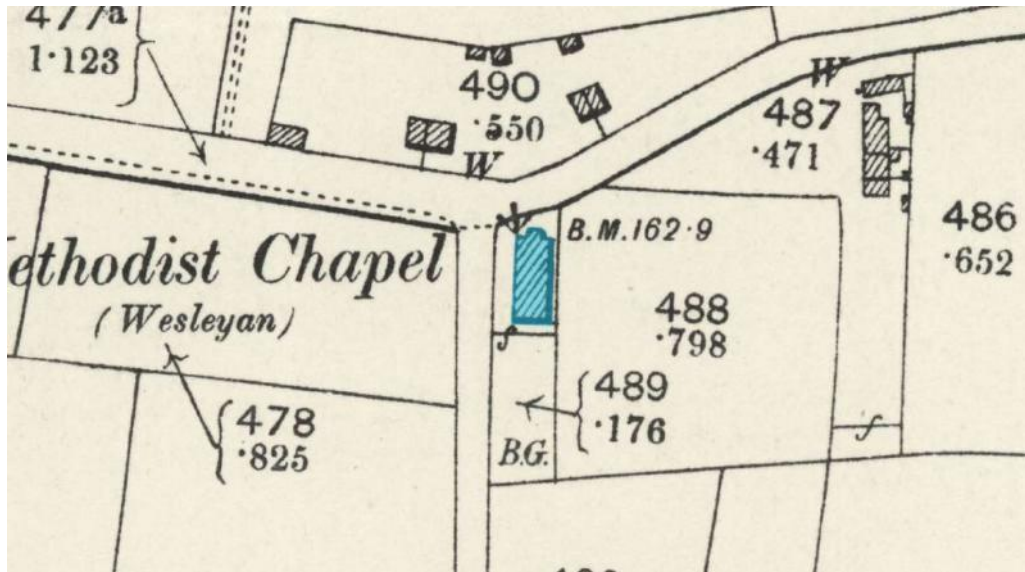 477a
1·123
490
·550
W
W
487
·471
B.M.162·9
486
·652
ethodist Chapel
(Wesleyan)
488
·798
489
·176
478
·825
B.G.
f
f